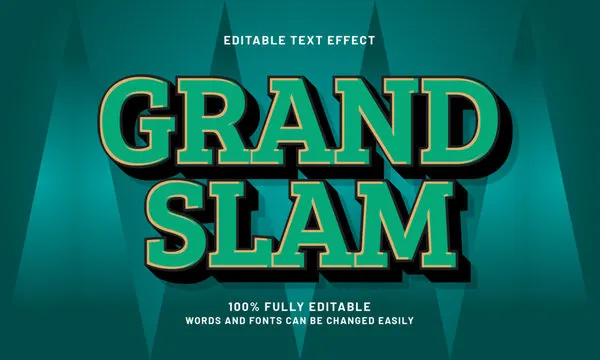 EDITABLE TEXT EFFECT
GRAND
SLAM
100% FULLY EDITABLE
WORDS AND FONTS CAN BE CHANGED EASILY